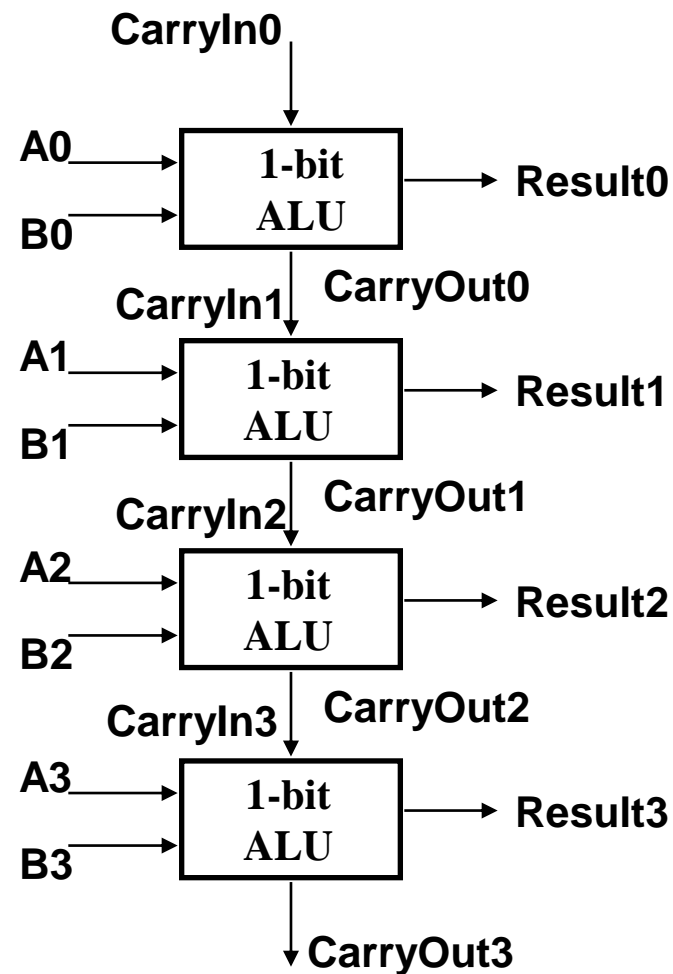 CarryIn0
A0
1-bit
ALU
Result0
B0
CarryIn1
CarryOut0
A1
1-bit
ALU
Result1
B1
CarryIn2
CarryOut1
A2
1-bit
ALU
Result2
B2
CarryIn3
CarryOut2
A3
1-bit
ALU
Result3
B3
CarryOut3